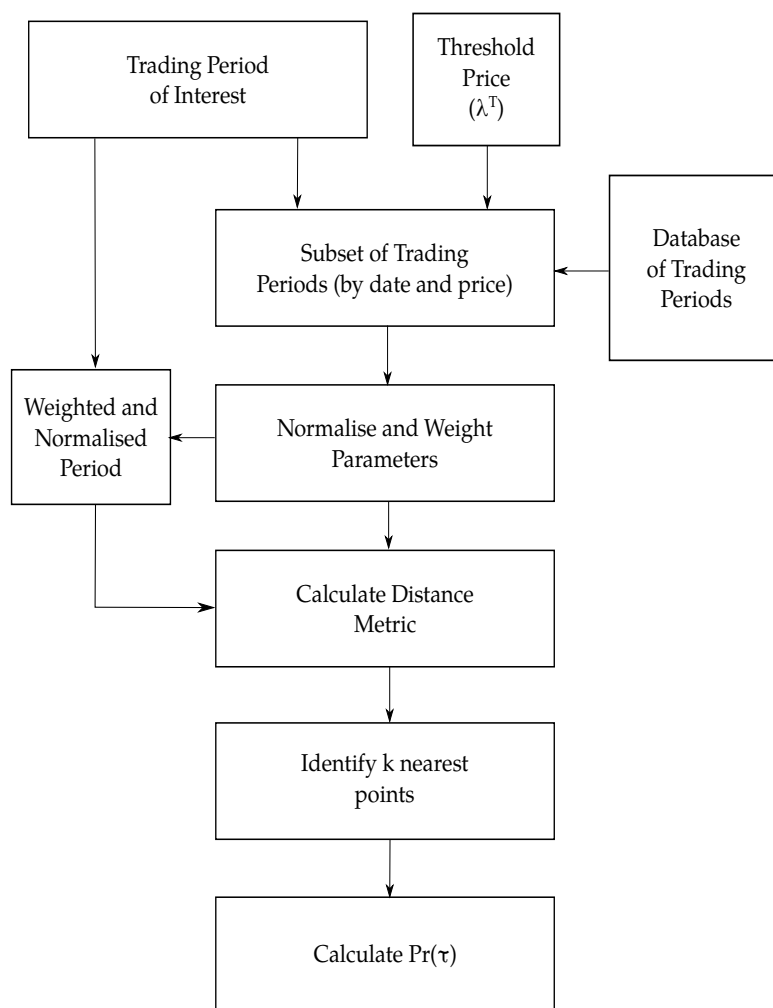 Trading Period
of Interest
Threshold
Price
(λᵀ)
Subset of Trading
Periods (by date and price)
Database
of Trading
Periods
Weighted and
Normalised
Period
Normalise and Weight
Parameters
Calculate Distance
Metric
Identify k nearest
points
Calculate Pr(τ)